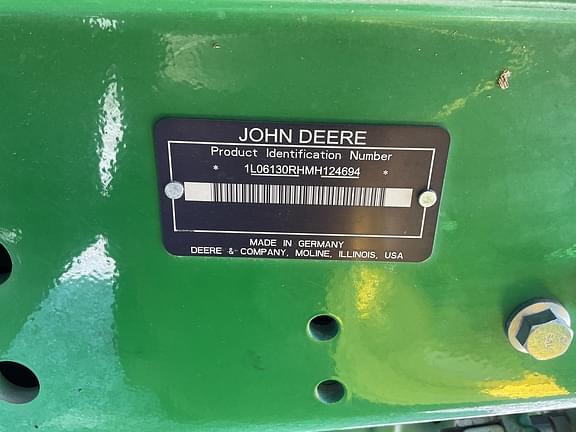 JOHN DEERE
Product Identification Number
* 1L06130RHMH124694 *
MADE IN GERMANY
DEERE & COMPANY, MOLINE, ILLINOIS, USA